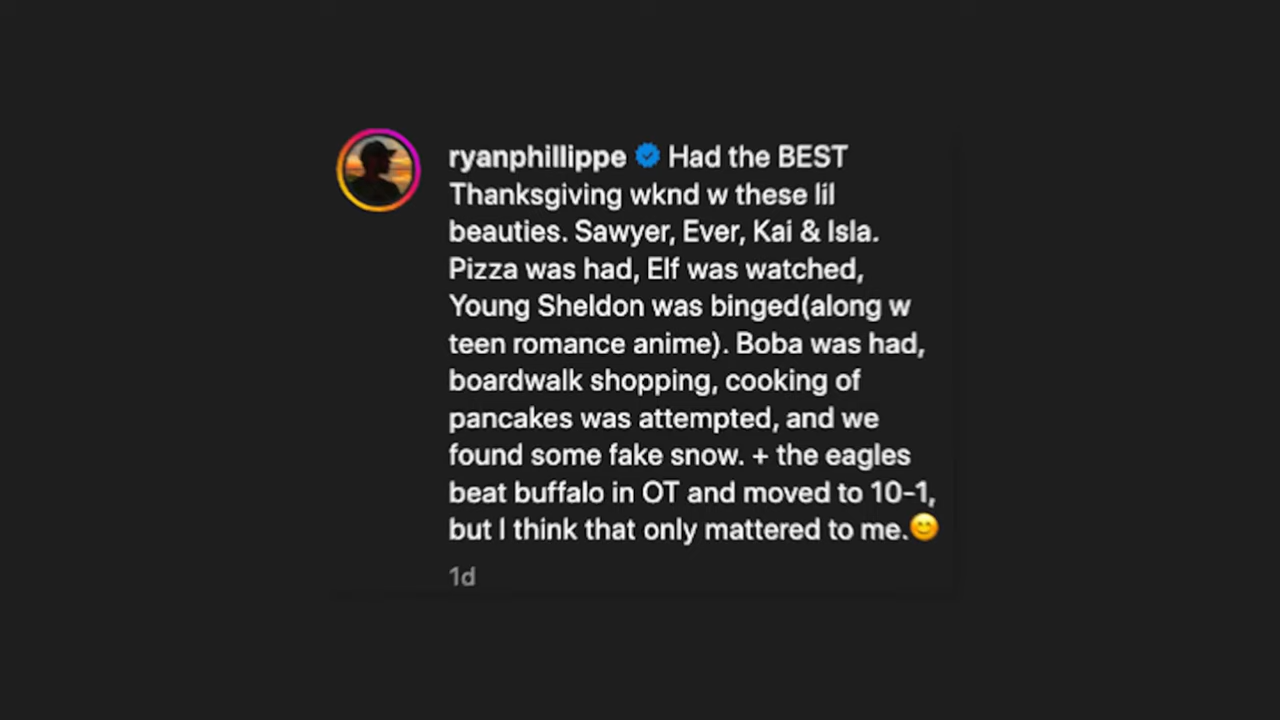 ryanphillippe Had the BEST
Thanksgiving wknd w these lil
beauties. Sawyer, Ever, Kai & Isla.
Pizza was had, Elf was watched,
Young Sheldon was binged(along w
teen romance anime). Boba was had,
boardwalk shopping, cooking of
pancakes was attempted, and we
found some fake snow. + the eagles
beat buffalo in OT and moved to 10-1,
but I think that only mattered to me.😊
1d